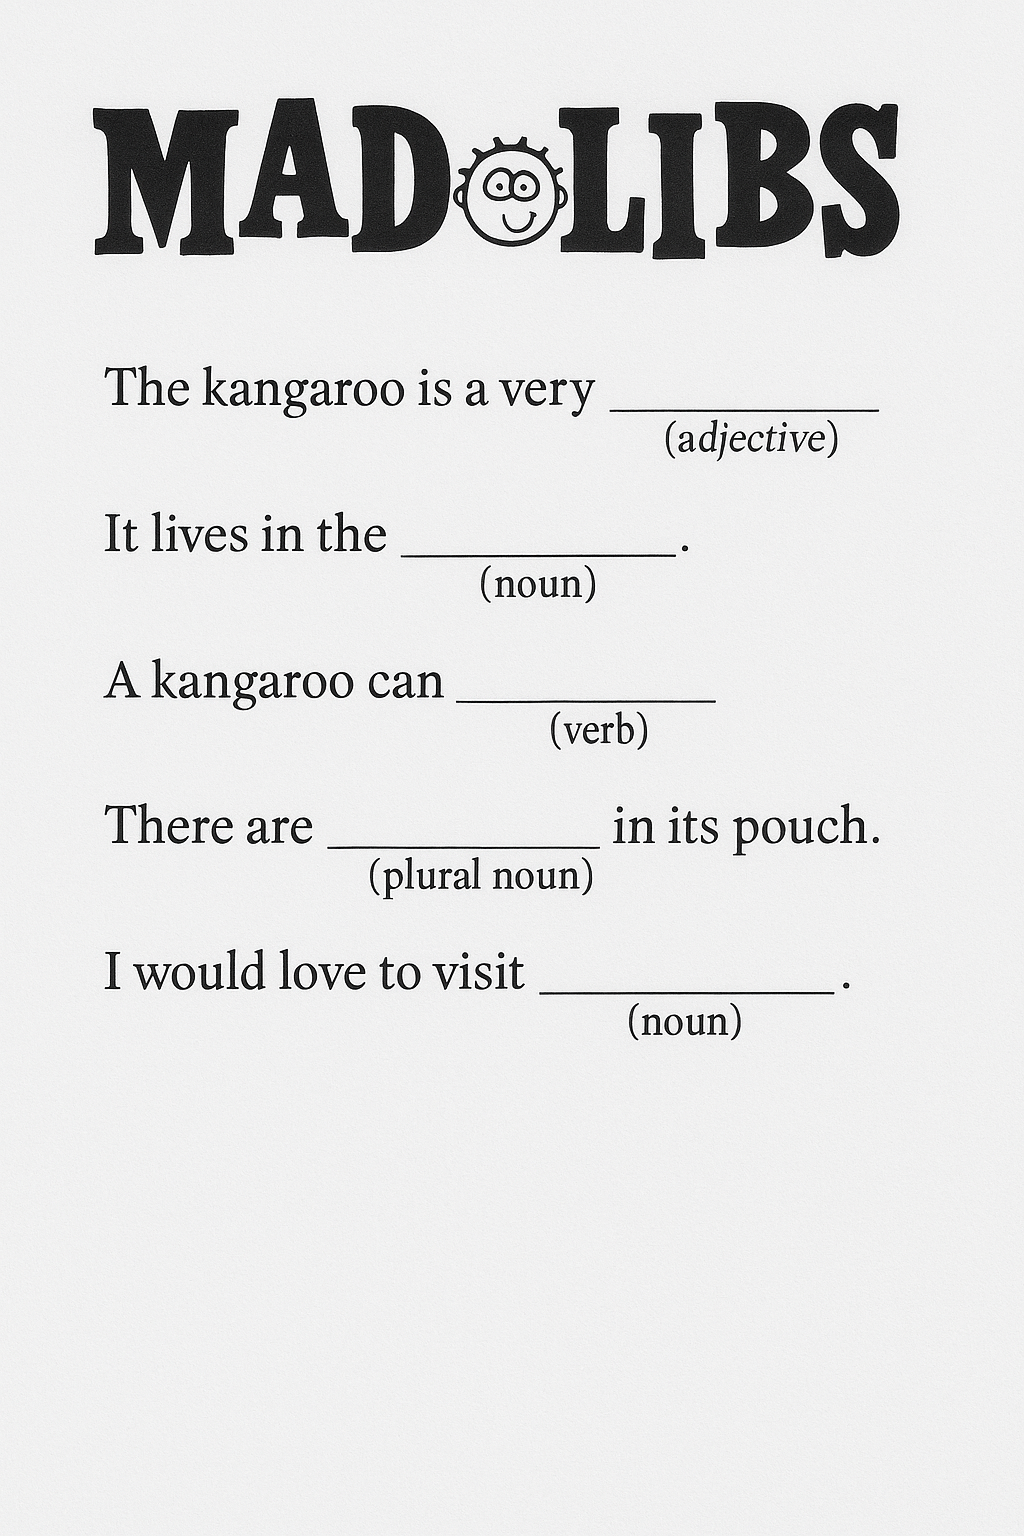 MAD LIBS
The kangaroo is a very __________
(adjective)
It lives in the __________.
(noun)
A kangaroo can __________
(verb)
There are __________ in its pouch.
(plural noun)
I would love to visit __________.
(noun)